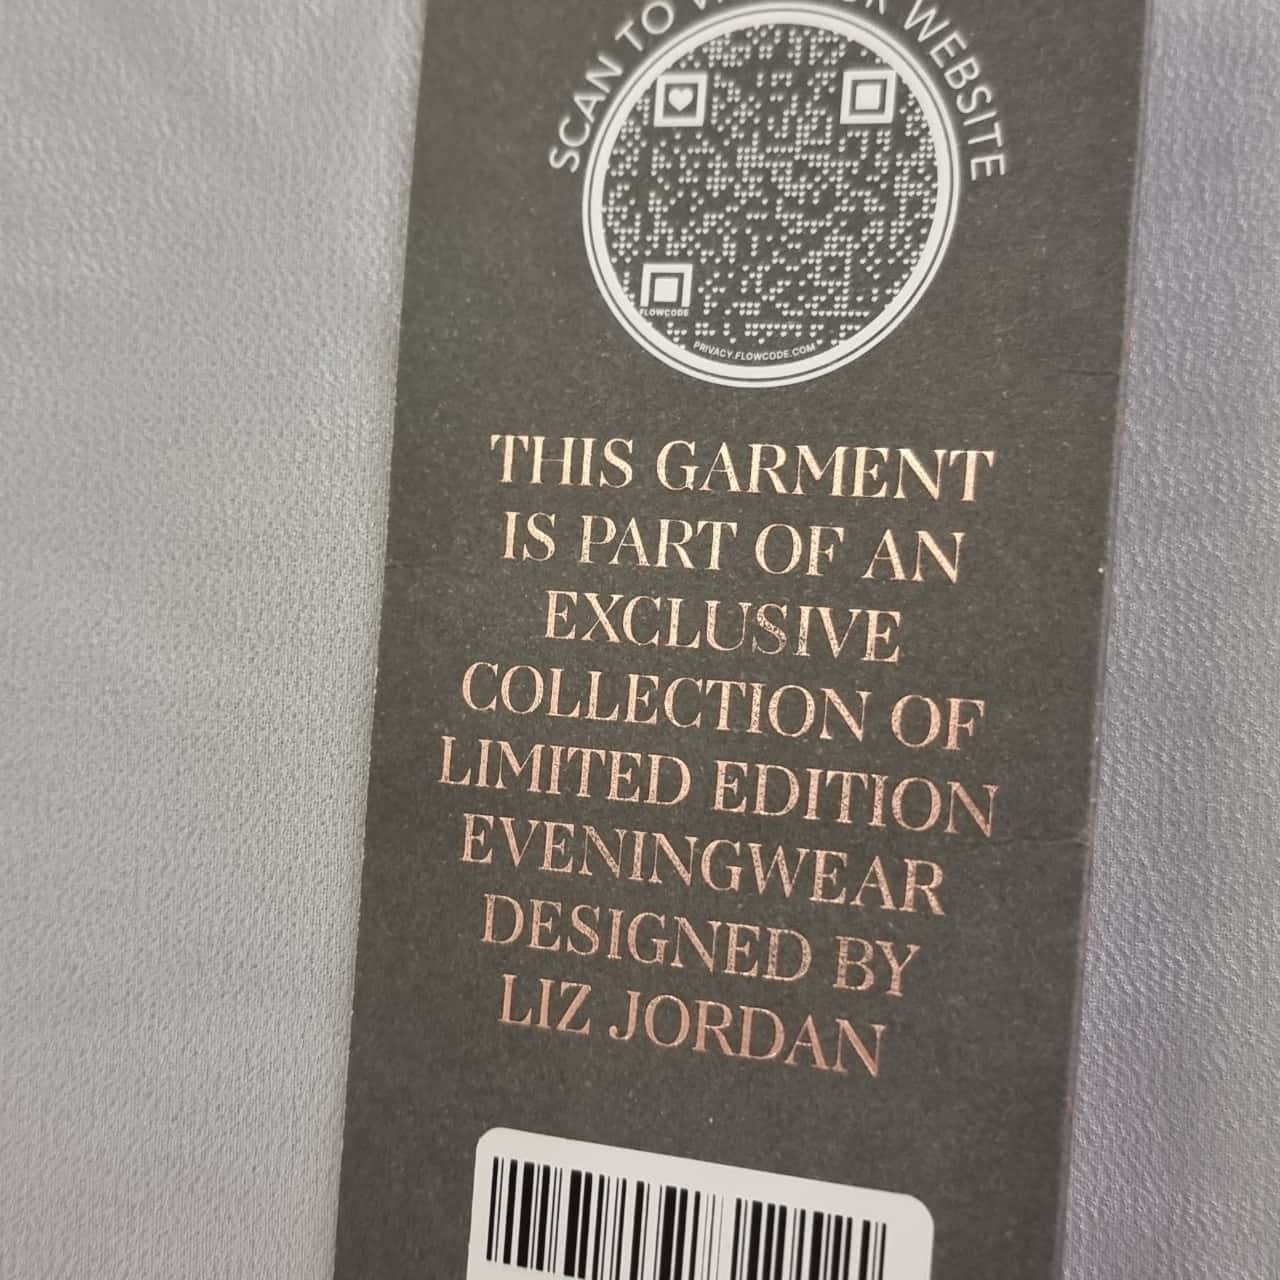 SCAN TO WEBSITE
FLOWCODE
PRIVACY.FLOWCODE.COM
THIS GARMENT
IS PART OF AN
EXCLUSIVE
COLLECTION OF
LIMITED EDITION
EVENINGWEAR
DESIGNED BY
LIZ JORDAN